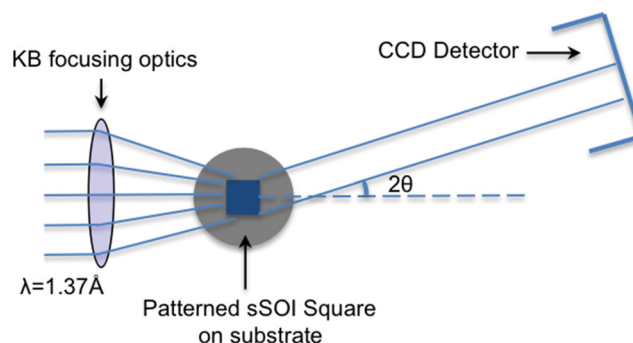 KB focusing optics
CCD Detector
2θ
λ=1.37Å
Patterned sSOI Square
on substrate